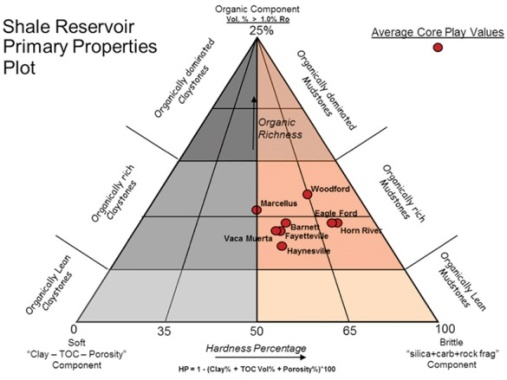 Shale Reservoir
Primary Properties
Plot
Organic Component
Vol. % > 1.0% Ro
25%
Average Core Play Values
Organically dominated
Claystones
Organically dominated
Mudstones
Organic
Richness
Organically rich
Claystones
Organically rich
Mudstones
Woodford
Marcellus
Eagle Ford
Barnett
Horn River
Vaca Muerta
Fayetteville
Haynesville
Organically Lean
Claystones
Organically Lean
Mudstones
0
35
50
65
100
Soft
"Clay – TOC – Porosity"
Component
Hardness Percentage
Brittle
"silica+carb+rock frag"
Component
HP = 1 - (Clay% + TOC Vol% + Porosity%)*100